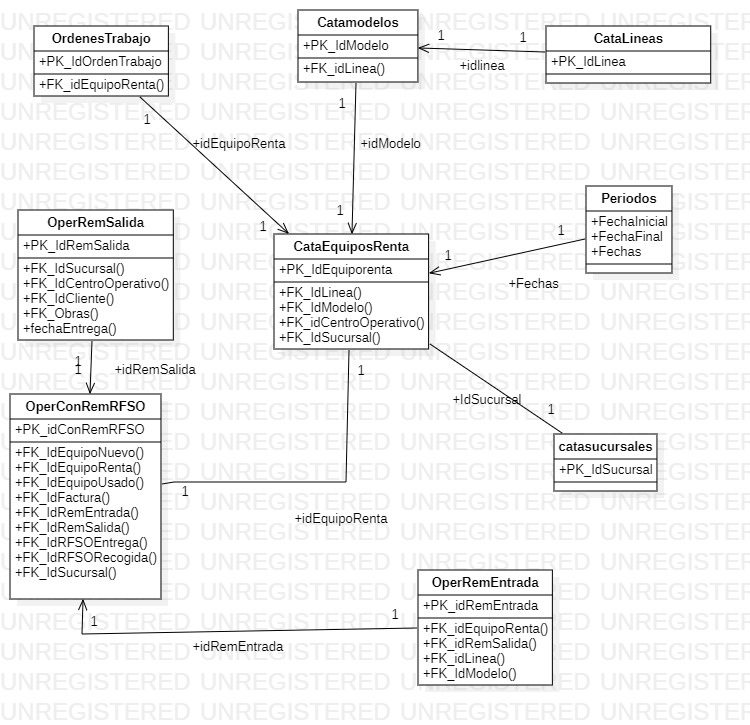 OrdenesTrabajo
+PK_IdOrdenTrabajo
+FK_idEquipoRenta()
Catamodelos
+PK_IdModelo
+FK_idLinea()
CataLineas
+PK_IdLinea
1
1
+idlinea
1
+idEquipoRenta
1
1
+idModelo
1
Periodos
+FechaInicial
+FechaFinal
+Fechas
1
1
+Fechas
OperRemSalida
+PK_IdRemSalida
+FK_IdSucursal()
+FK_IdCentroOperativo()
+FK_IdCliente()
+FK_Obras()
+fechaEntrega()
CataEquiposRenta
+PK_IdEquiporenta
+FK_IdLinea()
+FK_IdModelo()
+FK_idCentroOperativo()
+FK_IdSucursal()
1
1
+idRemSalida
1
+IdSucursal
1
OperConRemRFSO
+PK_idConRemRFSO
+FK_IdEquipoNuevo()
+FK_IdEquipoRenta()
+FK_IdEquipoUsado()
+FK_IdFactura()
+FK_IdRemEntrada()
+FK_IdRemSalida()
+FK_IdRFSOEntrega()
+FK_IdRFSORecogida()
+FK_IdSucursal()
catasucursales
+PK_IdSucursal
1
+idEquipoRenta
OperRemEntrada
+PK_idRemEntrada
+FK_idEquipoRenta()
+FK_idRemSalida()
+FK_idLinea()
+FK_IdModelo()
1
1
+idRemEntrada
UNREGISTERED